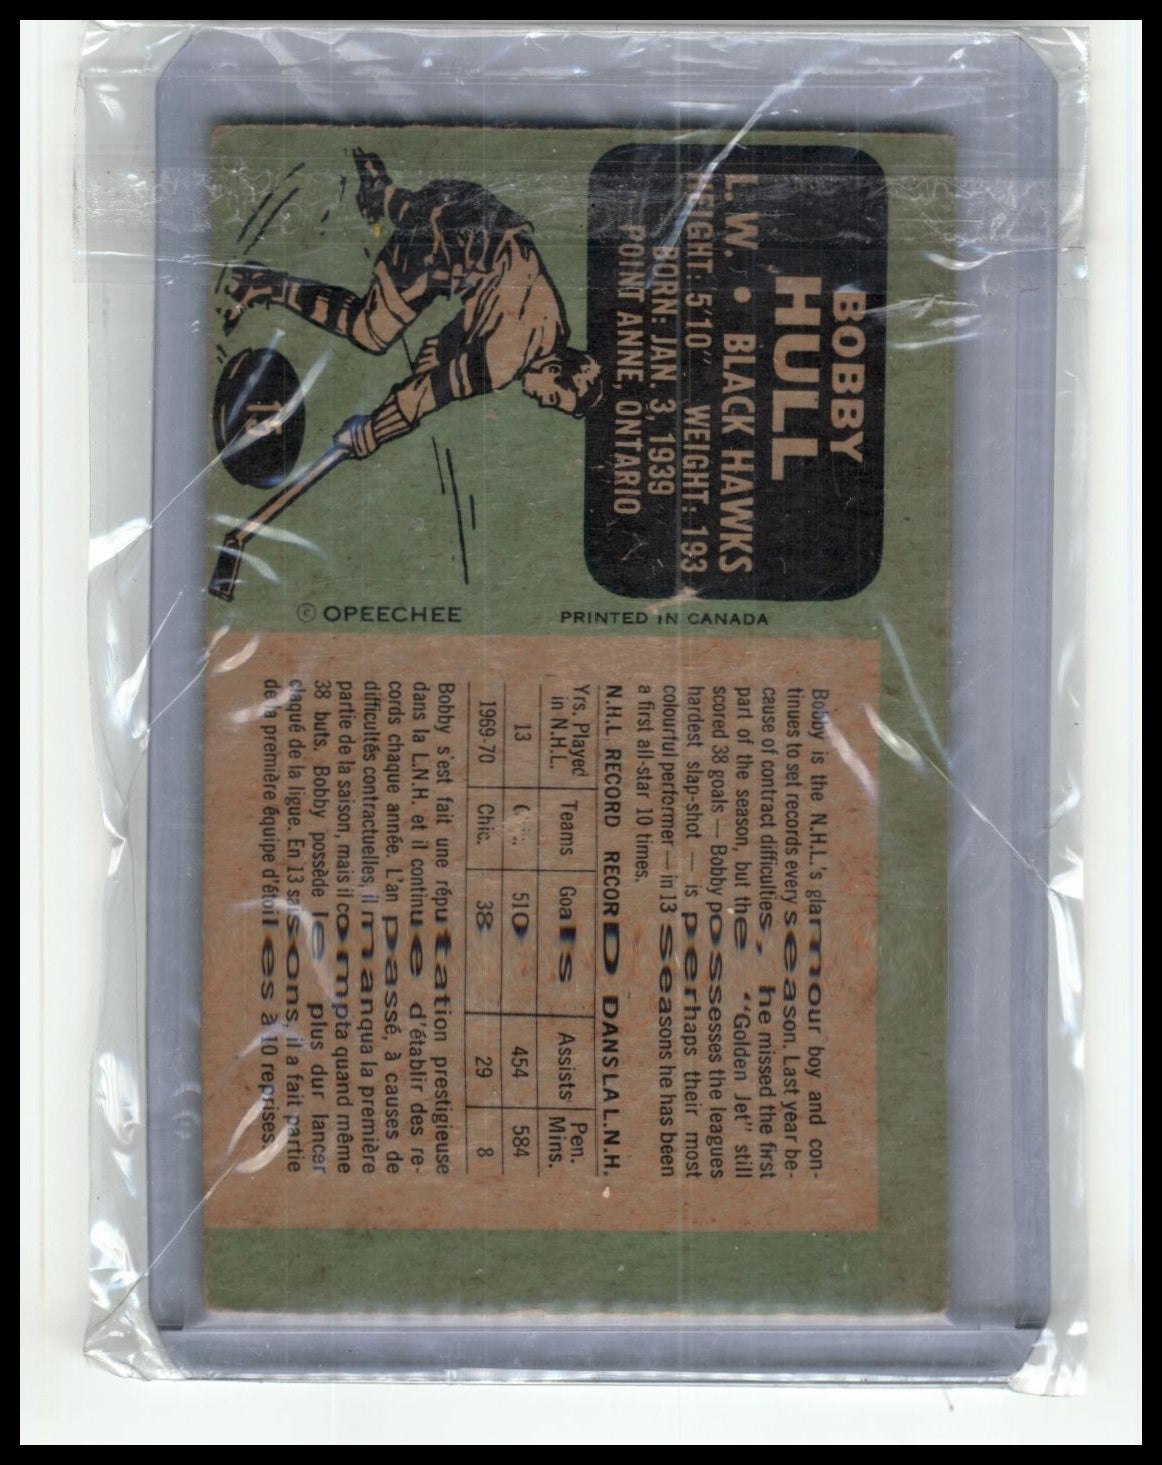 BOBBY
HULL
L. W. • BLACK HAWKS
HEIGHT: 5'10" WEIGHT: 193
BORN: JAN. 3, 1939
POINT ANNE, ONTARIO
15
© OPEECHEE
PRINTED IN CANADA
Bobby is the N.H.L.'s glamour boy and con-
tinues to set records every season. Last year be-
cause of contract difficulties, he missed the first
part of the season, but the "Golden Jet" still
scored 38 goals — Bobby possesses the leagues
hardest slap-shot — is perhaps their most
colourful performer — in 13 seasons he has been
a first all-star 10 times.
N.H.L RECORD RECORD DANS LA L.N.H.
Yrs. Played in N.H.L. Teams Goals Assists Pen. Mins.
13 510 454 584
1969-70 Chic. 38 29 8
Bobby s'est fait une réputation prestigieuse
dans la L.N.H. et il continue d'établir des re-
cords chaque année. L'an passé, à causes de
difficultés contractuelles, il manqua la première
partie de la saison, mais il compta quand même
38 buts. Bobby possède le plus dur lancer
claqué de la ligue. En 13 saisons, il a fait partie
de la première équipe d'étoiles à 10 reprises.